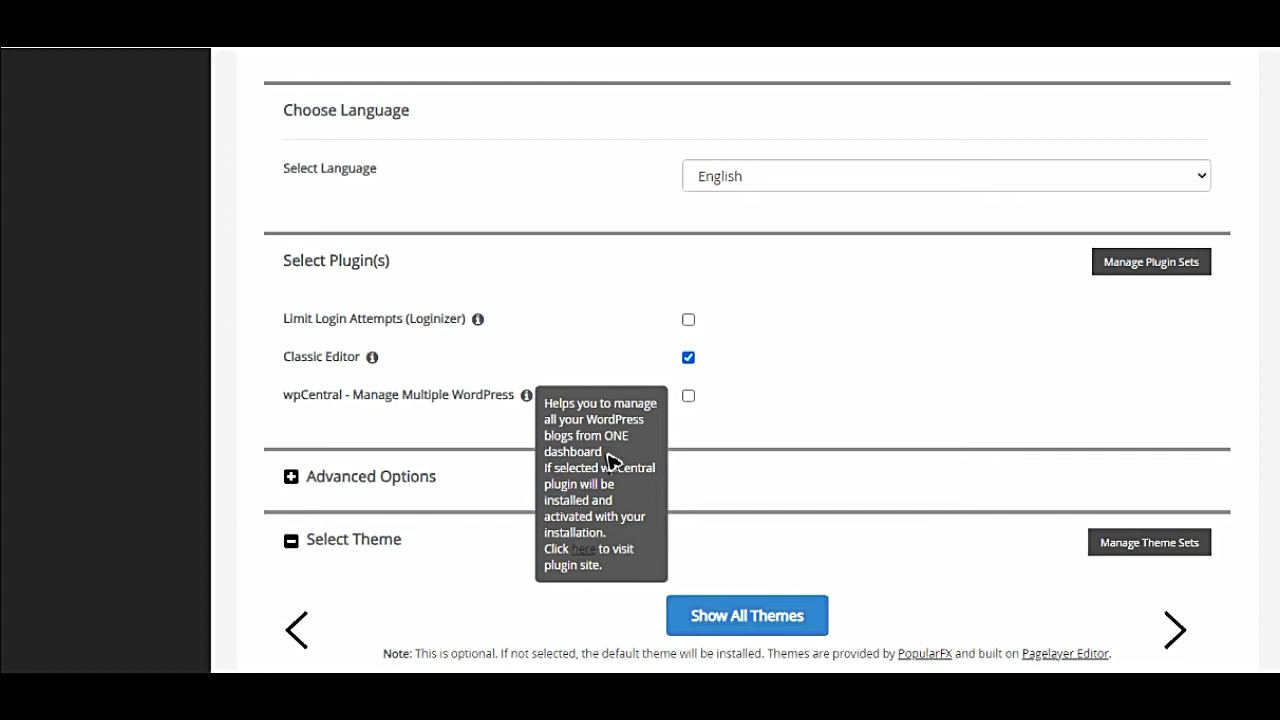 Choose Language
Select Language
English
Select Plugin(s)
Manage Plugin Sets
Limit Login Attempts (Loginizer)
Classic Editor
wpCentral - Manage Multiple WordPress
Helps you to manage
all your WordPress
blogs from ONE
dashboard
If selected wpCentral
plugin will be
installed and
activated with your
installation.
Click here to visit
plugin site.
Advanced Options
Select Theme
Manage Theme Sets
Show All Themes
Note: This is optional. If not selected, the default theme will be installed. Themes are provided by PopularFX and built on Pagelayer Editor.